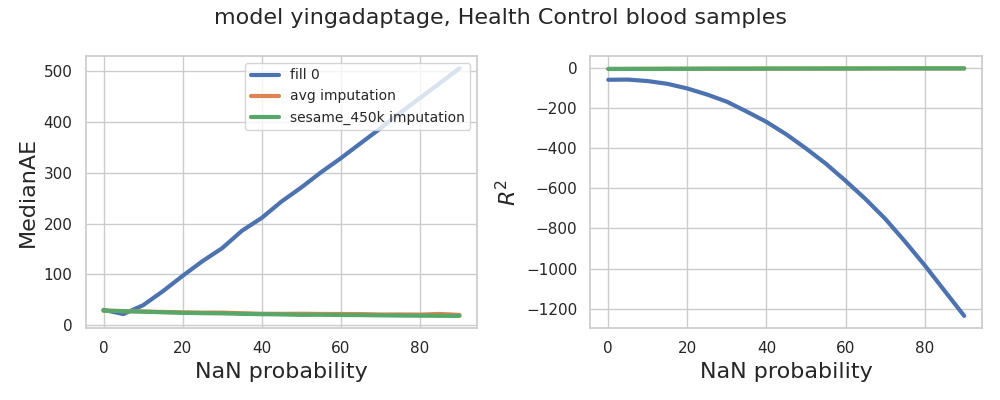 model yingadaptage, Health Control blood samples
MedianAE
500
400
300
200
100
0
fill 0
avg imputation
sesame_450k imputation
0 20 40 60 80
NaN probability
R²
0
−200
−400
−600
−800
−1000
−1200
0 20 40 60 80
NaN probability